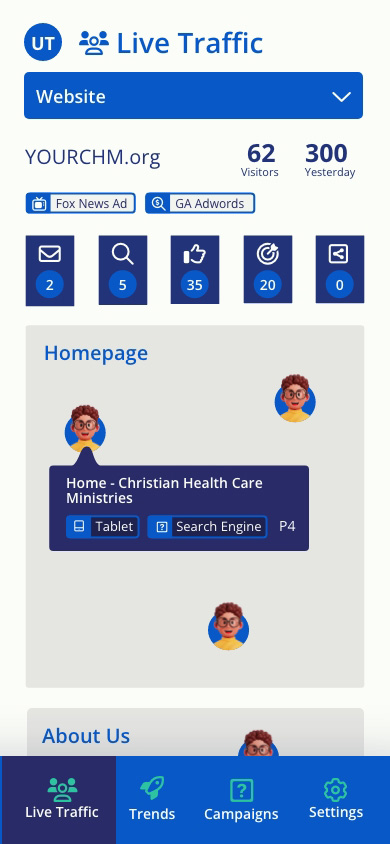 UT Live Traffic
Website
YOURCHM.org
62 300
Visitors Yesterday
Fox News Ad GA Adwords
2 5 35 20 0
Homepage
Home - Christian Health Care
Ministries
Tablet Search Engine P4
About Us
Live Traffic Trends Campaigns Settings